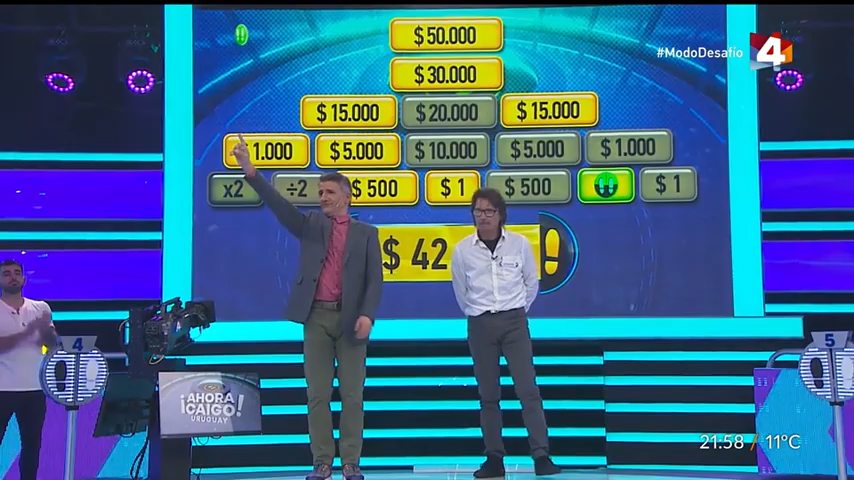 $ 50.000
#ModoDesafío 4
$ 30.000
$ 15.000 $ 20.000 $ 15.000
1.000 $ 5.000 $ 10.000 $ 5.000 $ 1.000
x2 ÷2 $ 500 $ 1 $ 500 $ 1
$ 42
4
5
¡AHORA
CAIGO!
URUGUAY
21:58 / 11°C